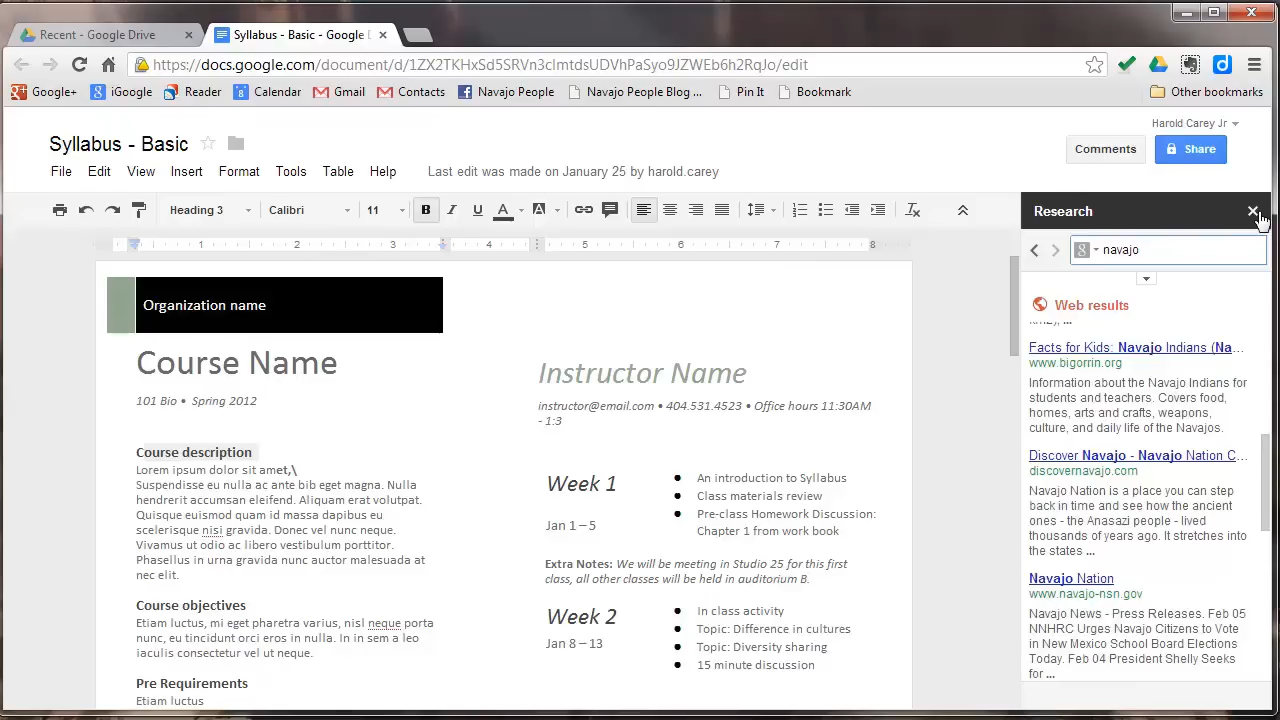 Recent - Google Drive
Syllabus - Basic - Google D
https://docs.google.com/document/d/1ZX2TKHxSd5SRVn3cImtdsUDVhPaSyo9JZWEb6h2RqJo/edit
Google+ iGoogle Reader Calendar Gmail Contacts Navajo People Navajo People Blog ... Pin It Bookmark Other bookmarks
Harold Carey Jr
Syllabus - Basic
Comments Share
File Edit View Insert Format Tools Table Help Last edit was made on January 25 by harold.carey
Heading 3 Calibri 11 B I U A A
1 2 3 4 5 6 7 8
Organization name
Course Name
101 Bio • Spring 2012
Course description
Lorem ipsum dolor sit amet,\
Suspendisse eu nulla ac ante bib eget magna. Nulla
hendrerit accumsan eleifend. Aliquam erat volutpat.
Quisque euismod quam id massa dapibus eu
scelerisque nisi gravida. Donec vel nunc neque.
Vivamus ut odio ac libero vestibulum porttitor.
Phasellus in urna gravida nunc auctor malesuada at
nec elit.
Course objectives
Etiam luctus, mi eget pharetra varius, nisl neque porta
nunc, eu tincidunt orci eros in nulla. In in sem a leo
iaculis consectetur vel ut neque.
Pre Requirements
Etiam luctus
Instructor Name
instructor@email.com • 404.531.4523 • Office hours 11:30AM
- 1:3
Week 1
Jan 1 – 5
● An introduction to Syllabus
● Class materials review
● Pre-class Homework Discussion:
Chapter 1 from work book
Extra Notes: We will be meeting in Studio 25 for this first
class, all other classes will be held in auditorium B.
Week 2
Jan 8 – 13
● In class activity
● Topic: Difference in cultures
● Topic: Diversity sharing
● 15 minute discussion
Research
navajo
Web results
Facts for Kids: Navajo Indians (Na...
www.bigorrin.org
Information about the Navajo Indians for
students and teachers. Covers food,
homes, arts and crafts, weapons,
culture, and daily life of the Navajos.
Discover Navajo - Navajo Nation C...
discovernavajo.com
Navajo Nation is a place you can step
back in time and see how the ancient
ones - the Anasazi people - lived
thousands of years ago. It stretches into
the states ...
Navajo Nation
www.navajo-nsn.gov
Navajo News - Press Releases. Feb 05
NNHRC Urges Navajo Citizens to Vote
in New Mexico School Board Elections
Today. Feb 04 President Shelly Seeks
for ...